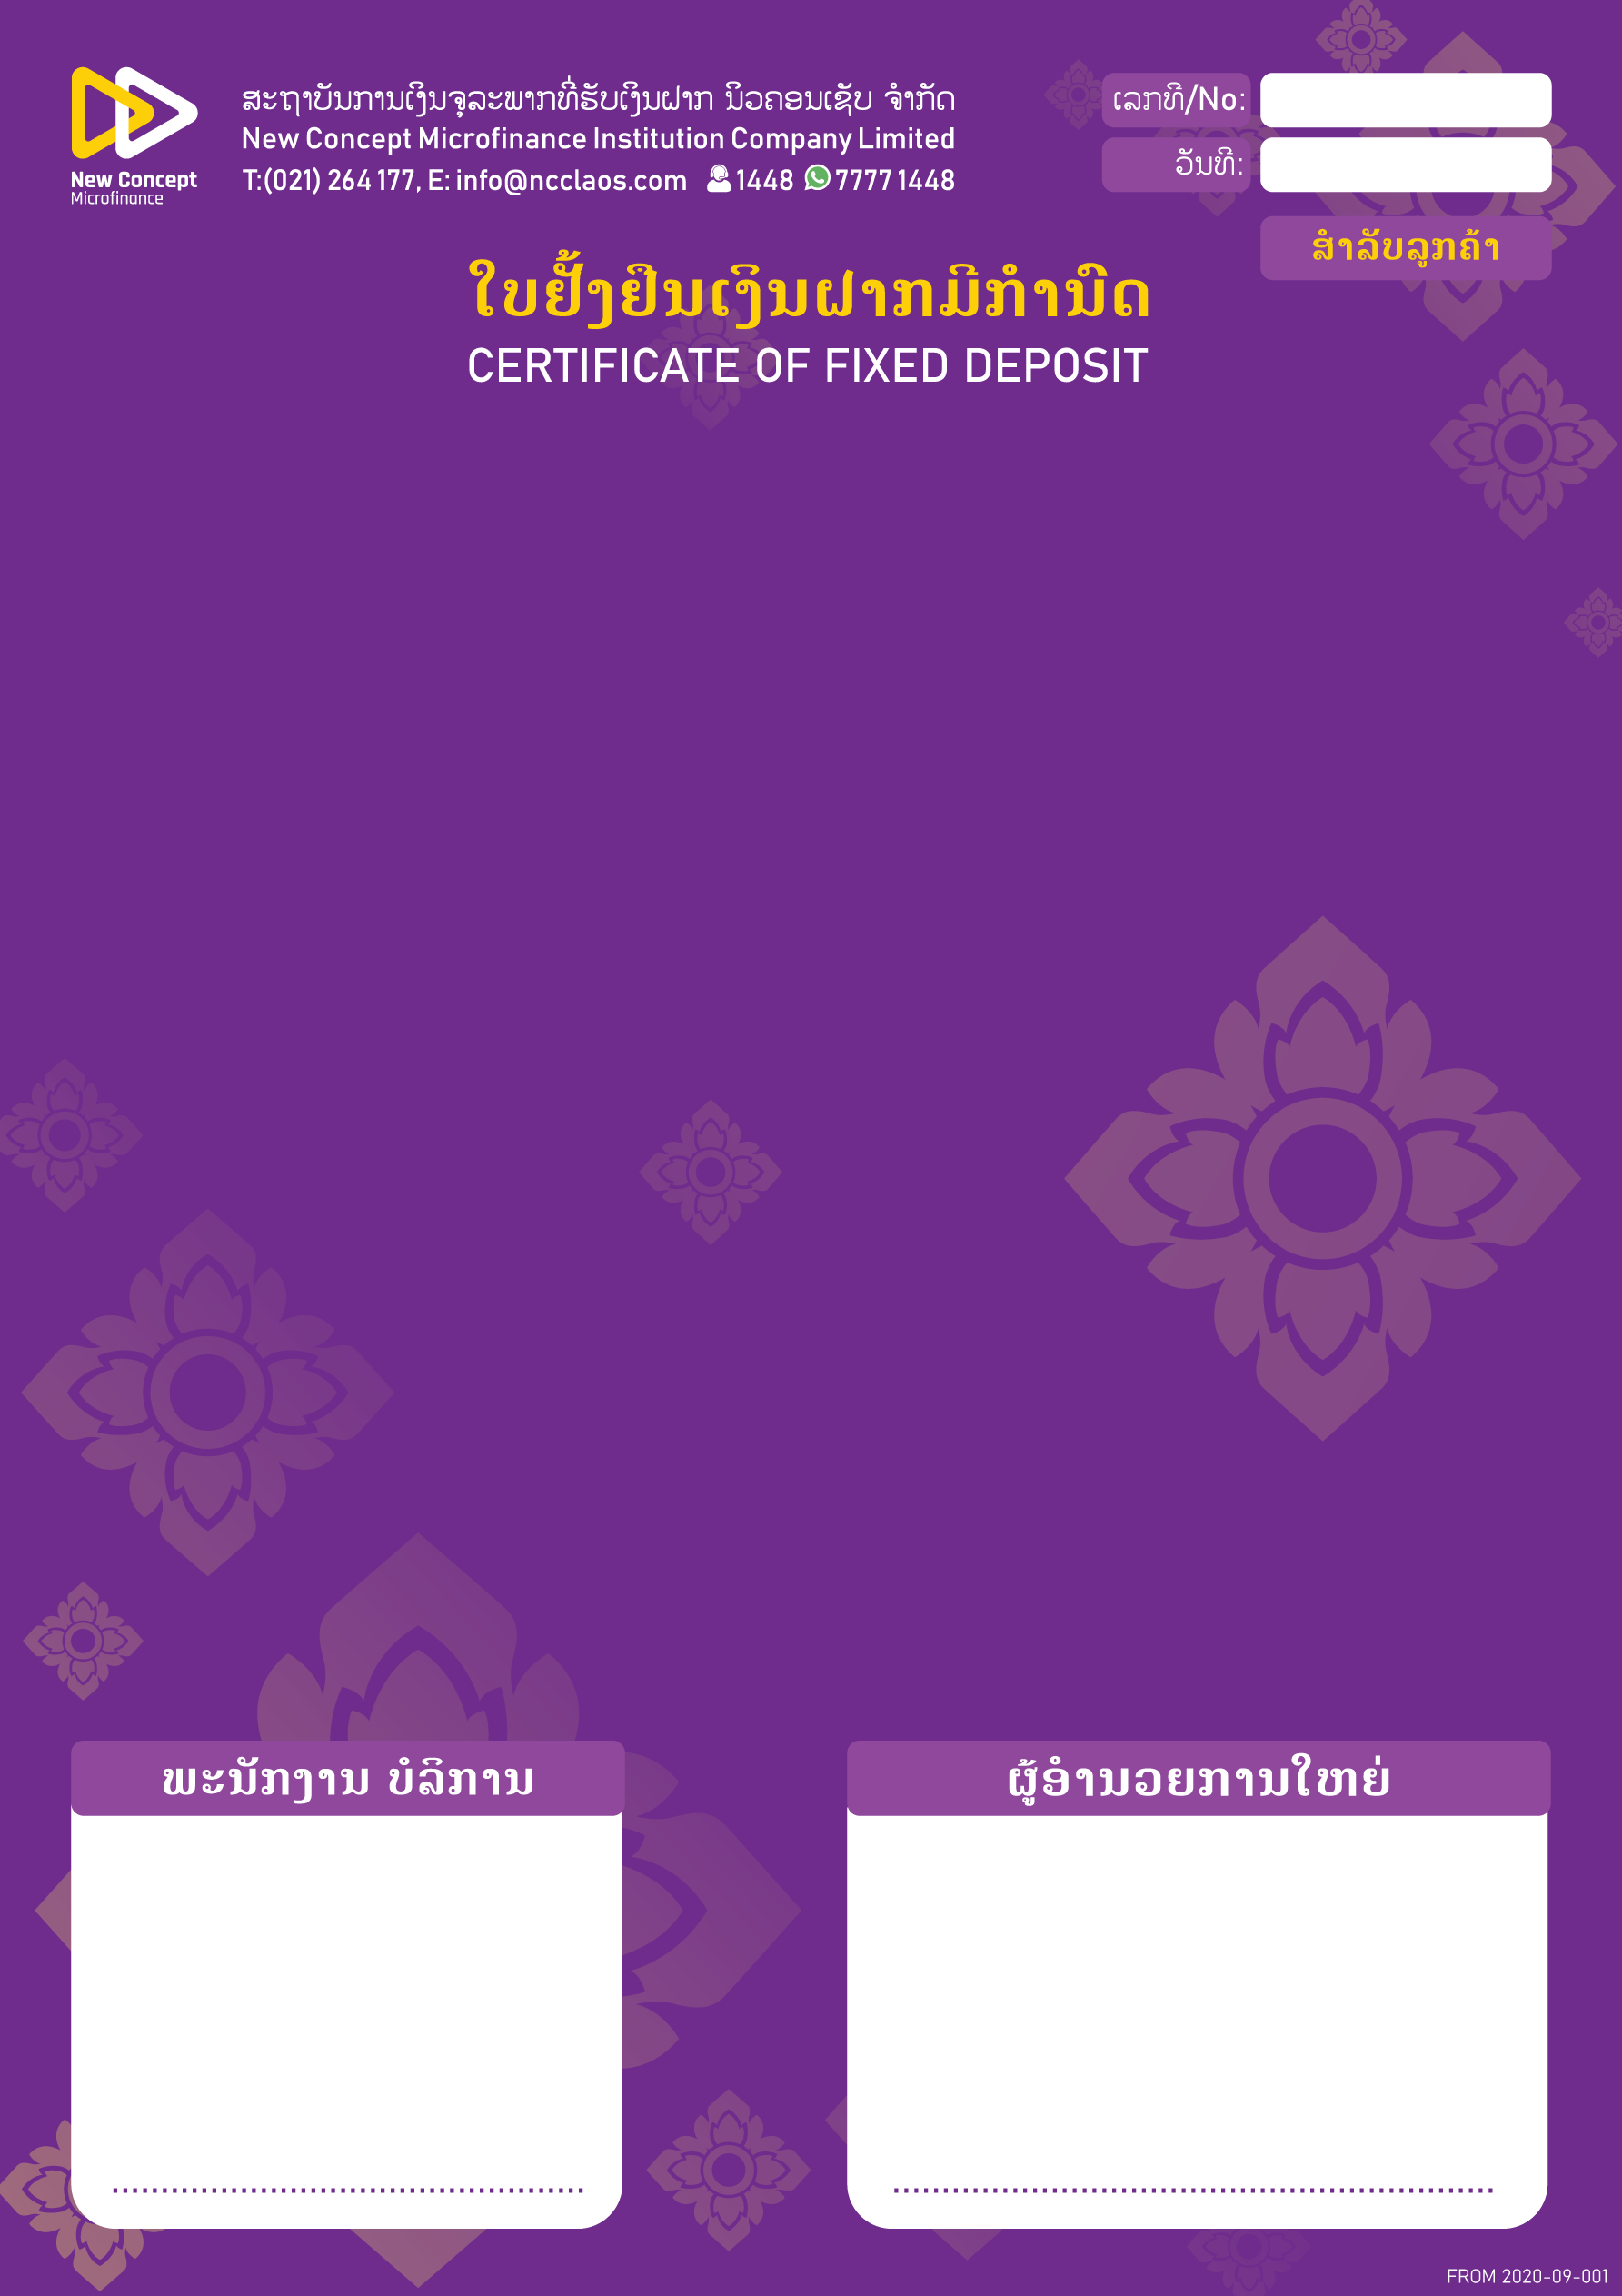 New Concept
Microfinance
ສະຖາບັນການເງິນຈຸລະພາກທີ່ຮັບເງິນຝາກ ນິວຄອນເຊັບ ຈຳກັດ
New Concept Microfinance Institution Company Limited
T:(021) 264 177, E: info@ncclaos.com 1448 7777 1448
ເລກທີ/No:
ວັນທີ:
ສຳລັບລູກຄ້າ
ໃບຢັ້ງຢືນເງິນຝາກມີກຳນົດ
CERTIFICATE OF FIXED DEPOSIT
ພະນັກງານ ບໍລິການ
ຜູ້ອຳນວຍການໃຫຍ່
FROM 2020-09-001